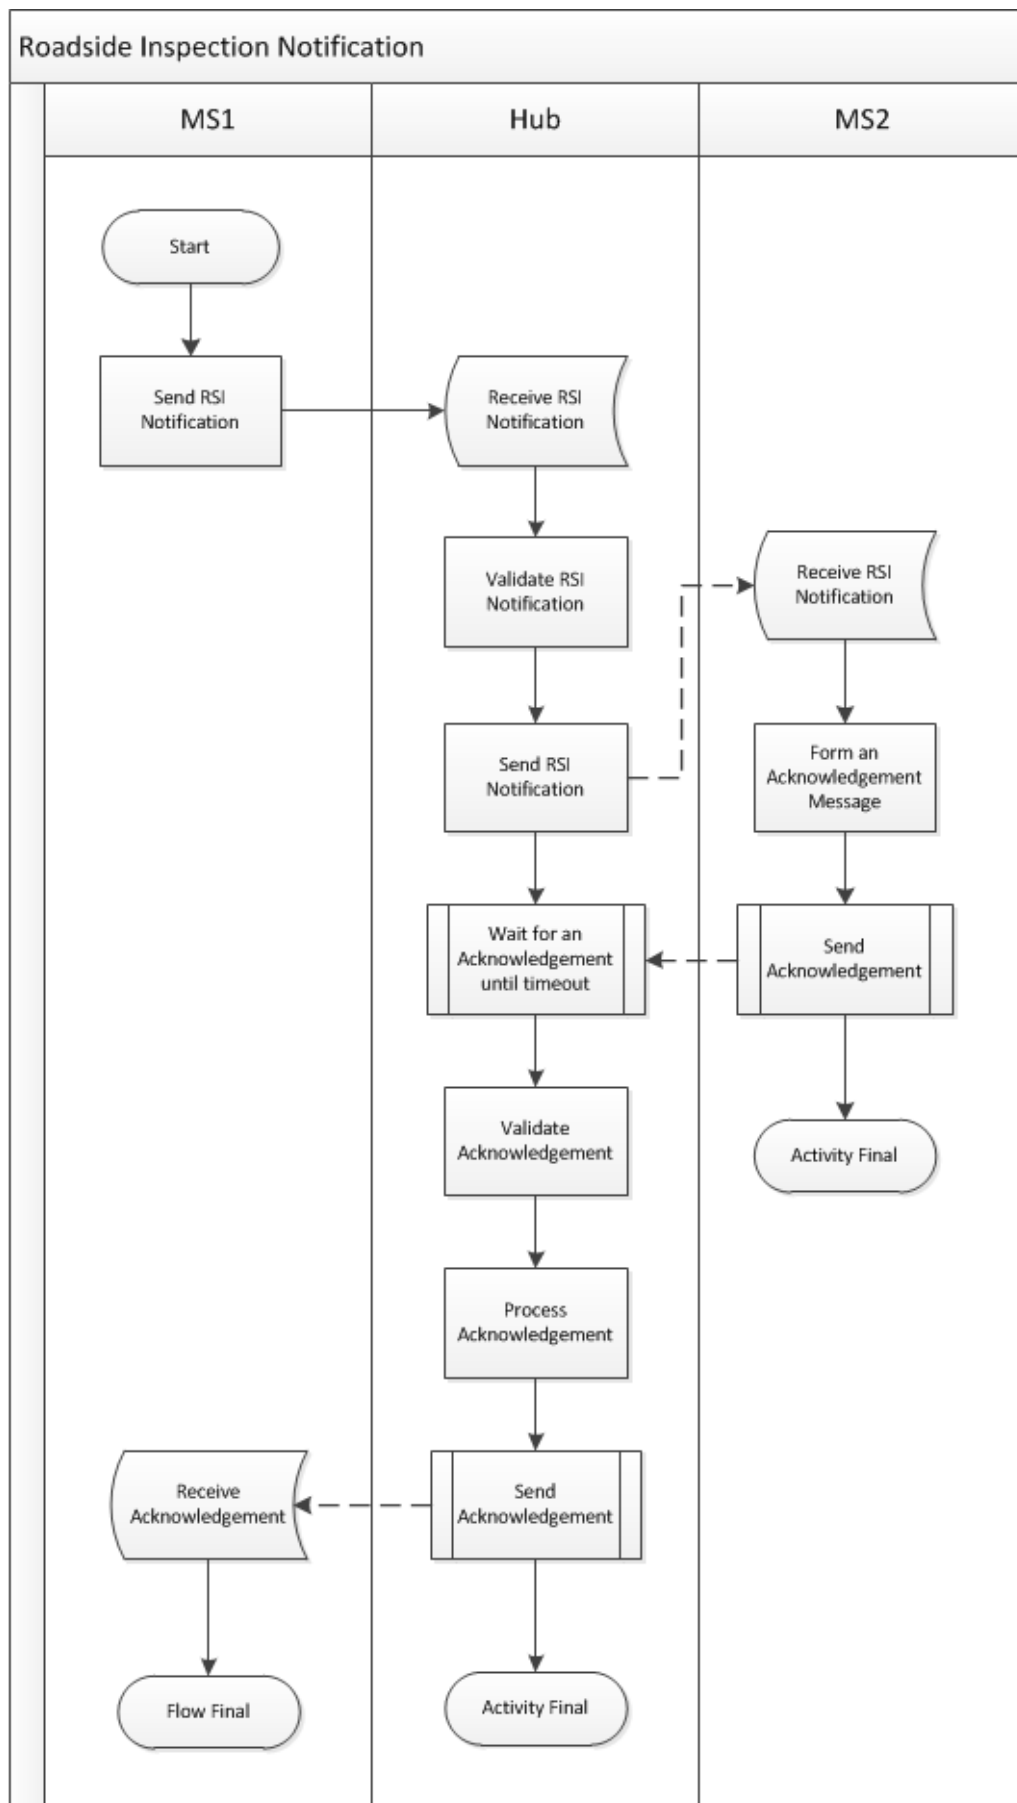 Roadside Inspection Notification
MS1
Hub
MS2
Start
Send RSI
Notification
Receive RSI
Notification
Validate RSI
Notification
Receive RSI
Notification
Send RSI
Notification
Form an
Acknowledgement
Message
Wait for an
Acknowledgement
until timeout
Send
Acknowledgement
Validate
Acknowledgement
Activity Final
Process
Acknowledgement
Receive
Acknowledgement
Send
Acknowledgement
Flow Final
Activity Final